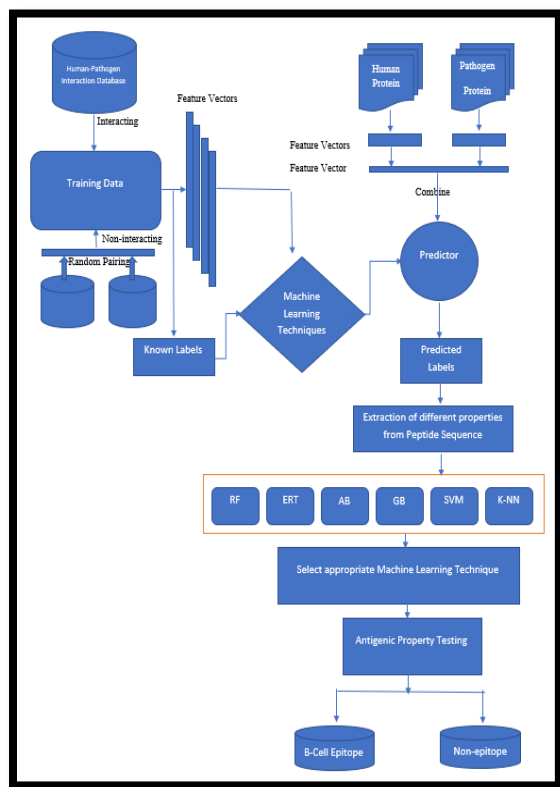 Human-Pathogen
Interaction Database
Interacting
Training Data
Non-interacting
Random Pairing
Known Labels
Feature Vectors
Machine
Learning
Techniques
Human
Protein
Pathogen
Protein
Feature Vectors
Feature Vector
Combine
Predictor
Predicted
Labels
Extraction of different properties
from Peptide Sequence
RF
ERT
AB
GB
SVM
K-NN
Select appropriate Machine Learning Technique
Antigenic Property Testing
B-Cell Epitope
Non-epitope